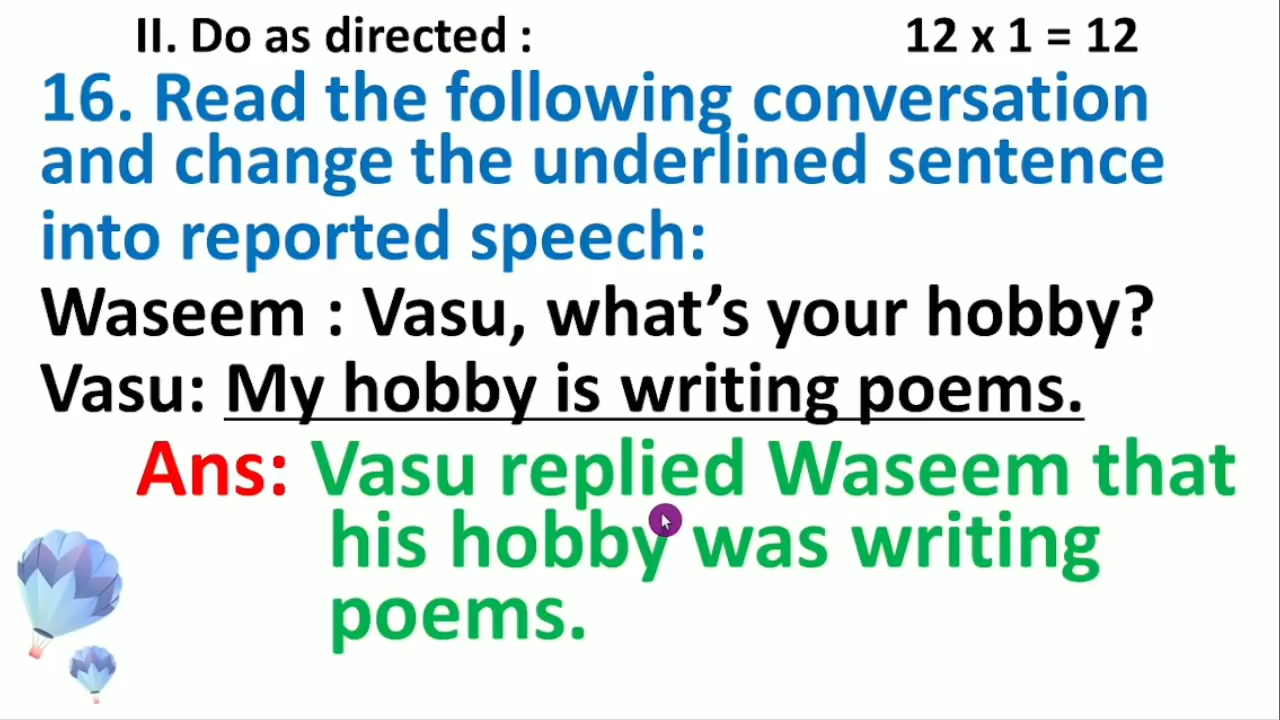 II. Do as directed : 12 x 1 = 12
16. Read the following conversation
and change the underlined sentence
into reported speech:
Waseem : Vasu, what’s your hobby?
Vasu: My hobby is writing poems.
Ans: Vasu replied Waseem that
his hobby was writing
poems.